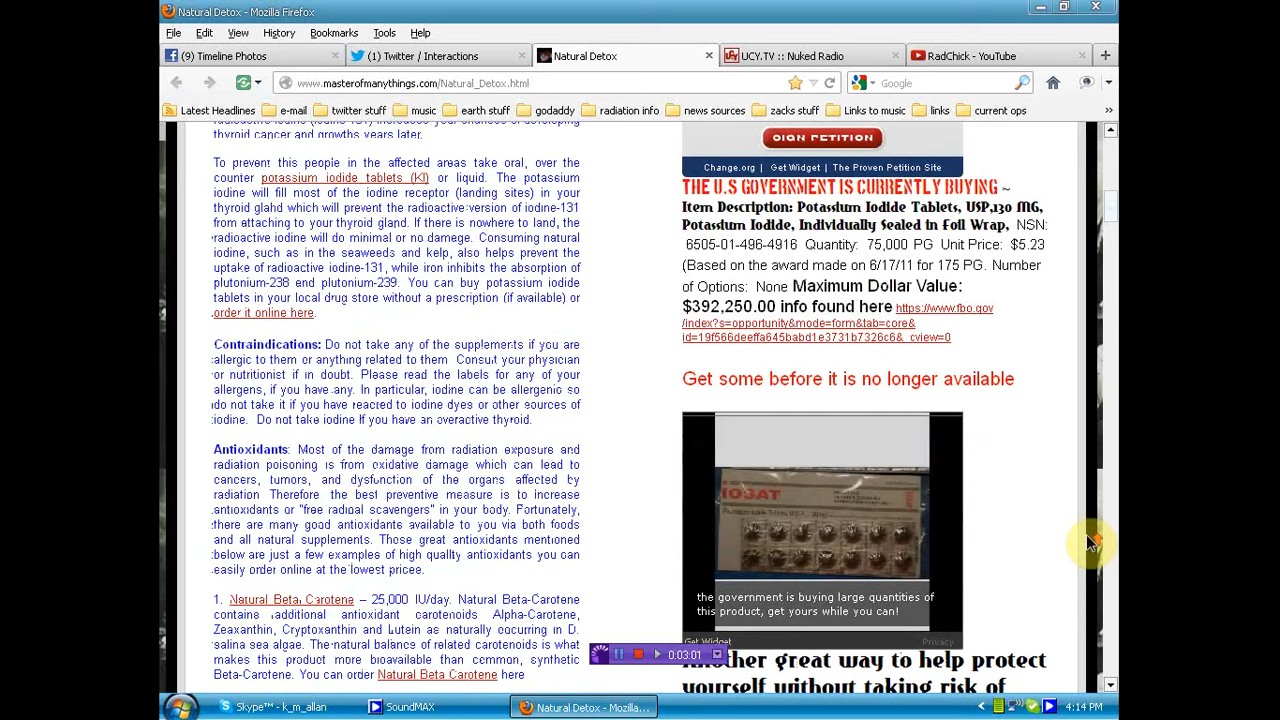 Natural Detox - Mozilla Firefox
File Edit View History Bookmarks Tools Help
(9) Timeline Photos
(1) Twitter / Interactions
Natural Detox
UCY.TV :: Nuked Radio
RadChick - YouTube
www.masterofmanythings.com/Natural_Detox.html
Google
Latest Headlines e-mail twitter stuff music earth stuff godaddy radiation info news sources zacks stuff Links to music links current ops
thyroid cancer and growths years later.
To prevent this people in the affected areas take oral, over the
counter potassium iodide tablets (KI) or liquid. The potassium
iodine will fill most of the iodine receptor (landing sites) in your
thyroid glahd which will prevent the radioactive version of iodine-131
from attaching to your thyroid gland. If there is nowhere to land, the
radioactive iodine will do minimal or no damage. Consuming natural
iodine, such as in the seaweeds and kelp, also helps prevent the
uptake of radioactive iodine-131, while iron inhibits the absorption of
plutonium-238 end plutonium-239. You can buy potassium iodide
tablets in your local drug store without a prescription (if available) or
order it online here.
Contraindications: Do not take any of the supplements if you are
allergic to them or anything related to them Consult your physician
or nutritionist if in doubt. Please read the labels for any of your
allergens, if you have any. In particular, iodine can be allergenic so
do not take it if you have reacted to iodine dyes or other sources of
iodine. Do not take iodine If you have an overactive thyroid.
Antioxidants: Most of the damage from radiation exposure and
radiation poisoning is from oxidative damage which can lead to
cancers, tumors, and dysfunction of the organs affected by
radiation Therefore the best preventive measure is to increase
antioxidants or "free radual scavengers" in your body. Fortunately,
there are many good antioxidants available to you via both foods
and all natural supplements. Those great antioxidants mentioned
below are just a few examples of high quality antioxidants you can
easily order online at the lowest pricee.
1. Natural Beta Carotene – 25,000 IU/day. Natural Beta-Carotene
contains additional antioxidant carotenoids Alpha-Carotene,
Zeaxanthin, Cryptoxanthin and Lutein as naturally occurring in D.
salina sea algae. The natural balance of related carotenoids is what
makes this product more bioavailable than common, synthetic
Beta-Carotene. You can order Natural Beta Carotene here
SIGN PETITION
Change.org | Get Widget | The Proven Petition Site
THE U.S GOVERNMENT IS CURRENTLY BUYING ~
Item Description: Potassium Iodide Tablets, USP,130 MG,
Potassium Iodide, Individually Sealed in Foil Wrap, NSN:
6505-01-496-4916 Quantity: 75,000 PG Unit Price: $5.23
(Based on the award made on 6/17/11 for 175 PG. Number
of Options: None Maximum Dollar Value:
$392,250.00 info found here https://www.fbo.gov
/index?s=opportunity&mode=form&tab=core&
id=19f566deeffa645babd1e3731b7326c6&_cview=0
Get some before it is no longer available
IOSAT
the government is buying large quantities of
this product, get yours while you can!
Get Widget Privacy
Another great way to help protect
yourself without taking risk of
0:03:01
Skype™ - k_m_allan
SoundMAX
Natural Detox - Mozilla...
4:14 PM